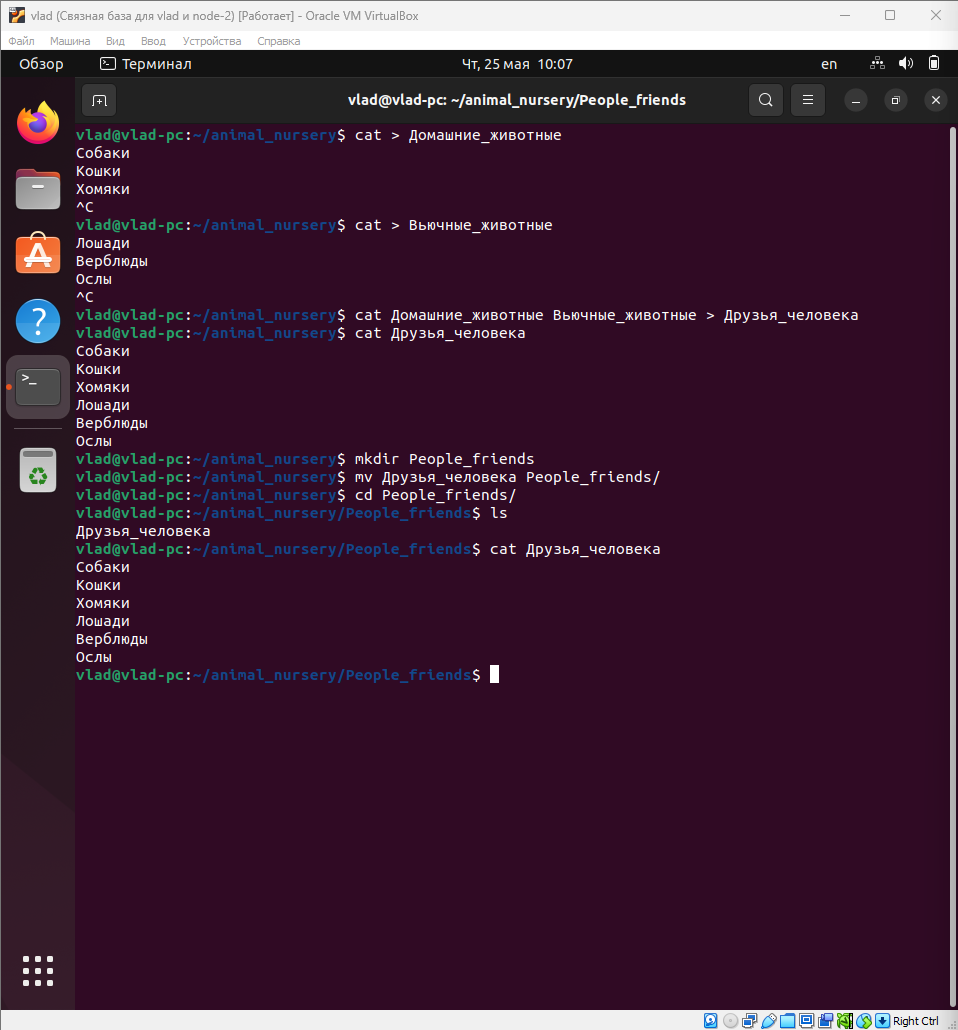 vlad (Связная база для vlad и node-2) [Работает] - Oracle VM VirtualBox
Файл Машина Вид Ввод Устройства Справка
Обзор Терминал Чт, 25 мая 10:07 en
vlad@vlad-pc: ~/animal_nursery/People_friends
vlad@vlad-pc:~/animal_nursery$ cat > Домашние_животные
Собаки
Кошки
Хомяки
^C
vlad@vlad-pc:~/animal_nursery$ cat > Вьючные_животные
Лошади
Верблюды
Ослы
^C
vlad@vlad-pc:~/animal_nursery$ cat Домашние_животные Вьючные_животные > Друзья_человека
vlad@vlad-pc:~/animal_nursery$ cat Друзья_человека
Собаки
Кошки
Хомяки
Лошади
Верблюды
Ослы
vlad@vlad-pc:~/animal_nursery$ mkdir People_friends
vlad@vlad-pc:~/animal_nursery$ mv Друзья_человека People_friends/
vlad@vlad-pc:~/animal_nursery$ cd People_friends/
vlad@vlad-pc:~/animal_nursery/People_friends$ ls
Друзья_человека
vlad@vlad-pc:~/animal_nursery/People_friends$ cat Друзья_человека
Собаки
Кошки
Хомяки
Лошади
Верблюды
Ослы
vlad@vlad-pc:~/animal_nursery/People_friends$
Right Ctrl